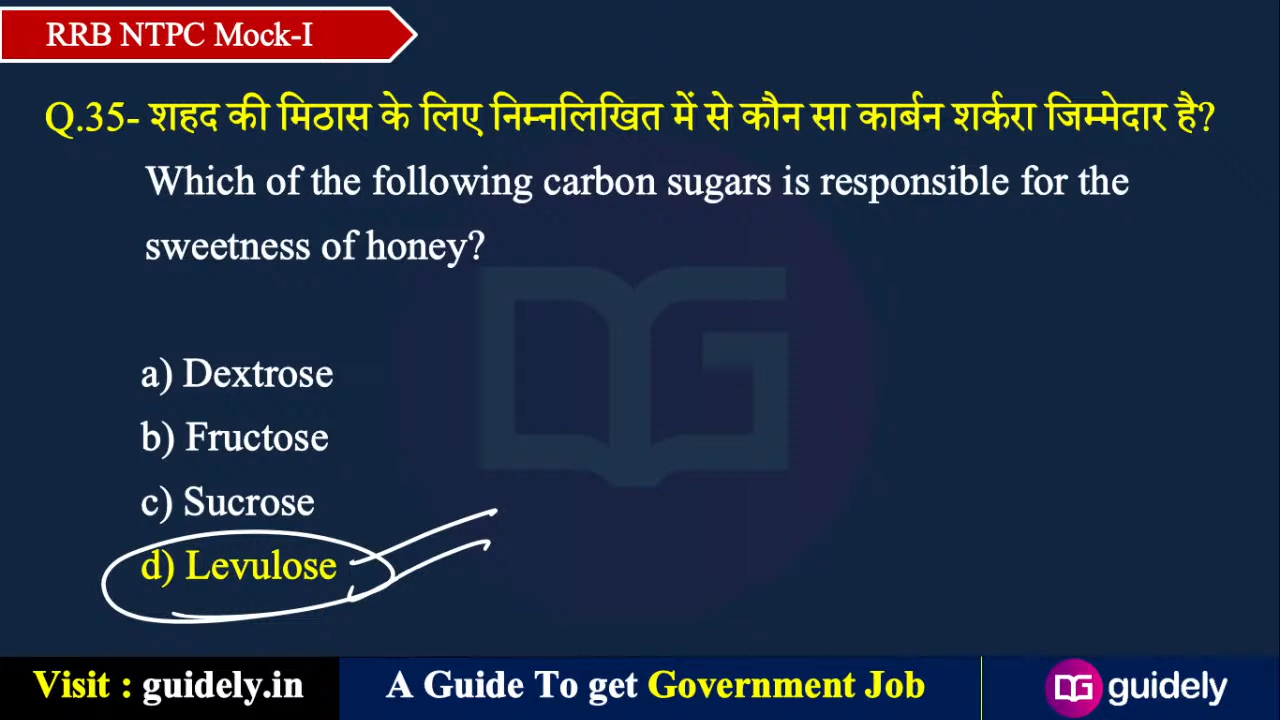 RRB NTPC Mock-I
Q.35- शहद की मिठास के लिए निम्नलिखित में से कौन सा कार्बन शर्करा जिम्मेदार है?
Which of the following carbon sugars is responsible for the
sweetness of honey?
a) Dextrose
b) Fructose
c) Sucrose
d) Levulose
Visit : guidely.in
A Guide To get Government Job
guidely